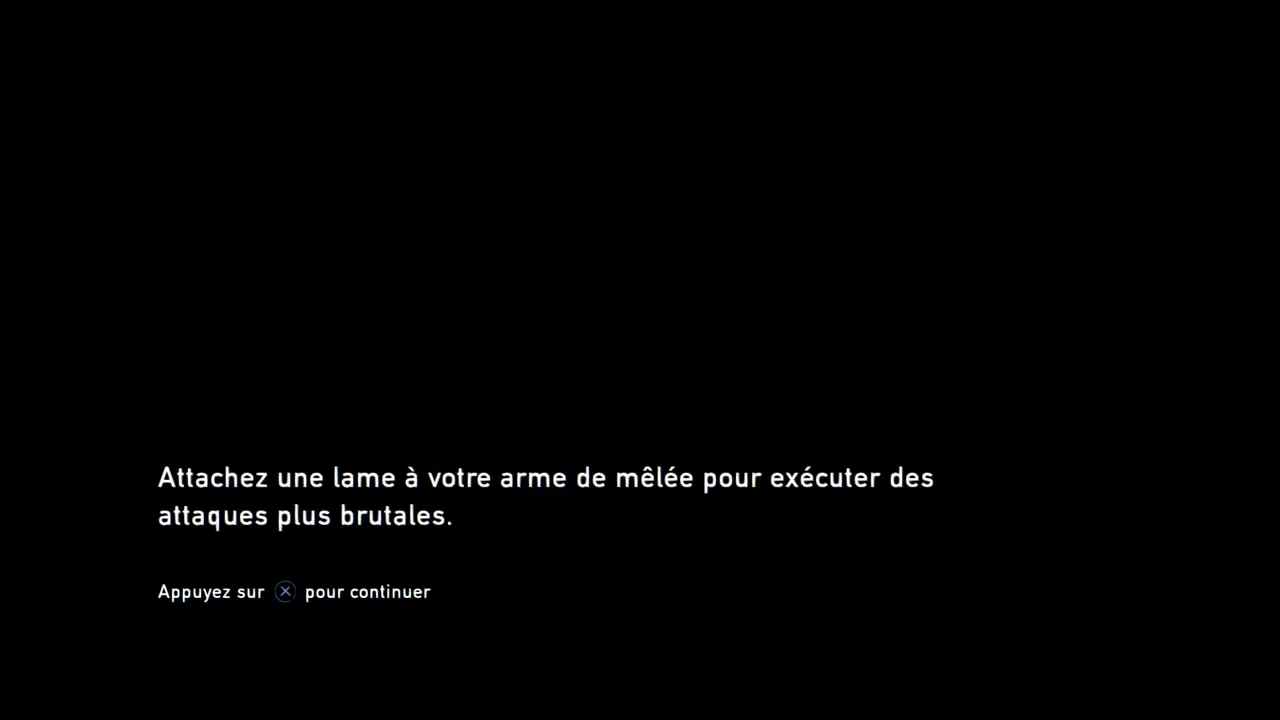 Attachez une lame à votre arme de mêlée pour exécuter des
attaques plus brutales.
Appuyez sur ⓧ pour continuer